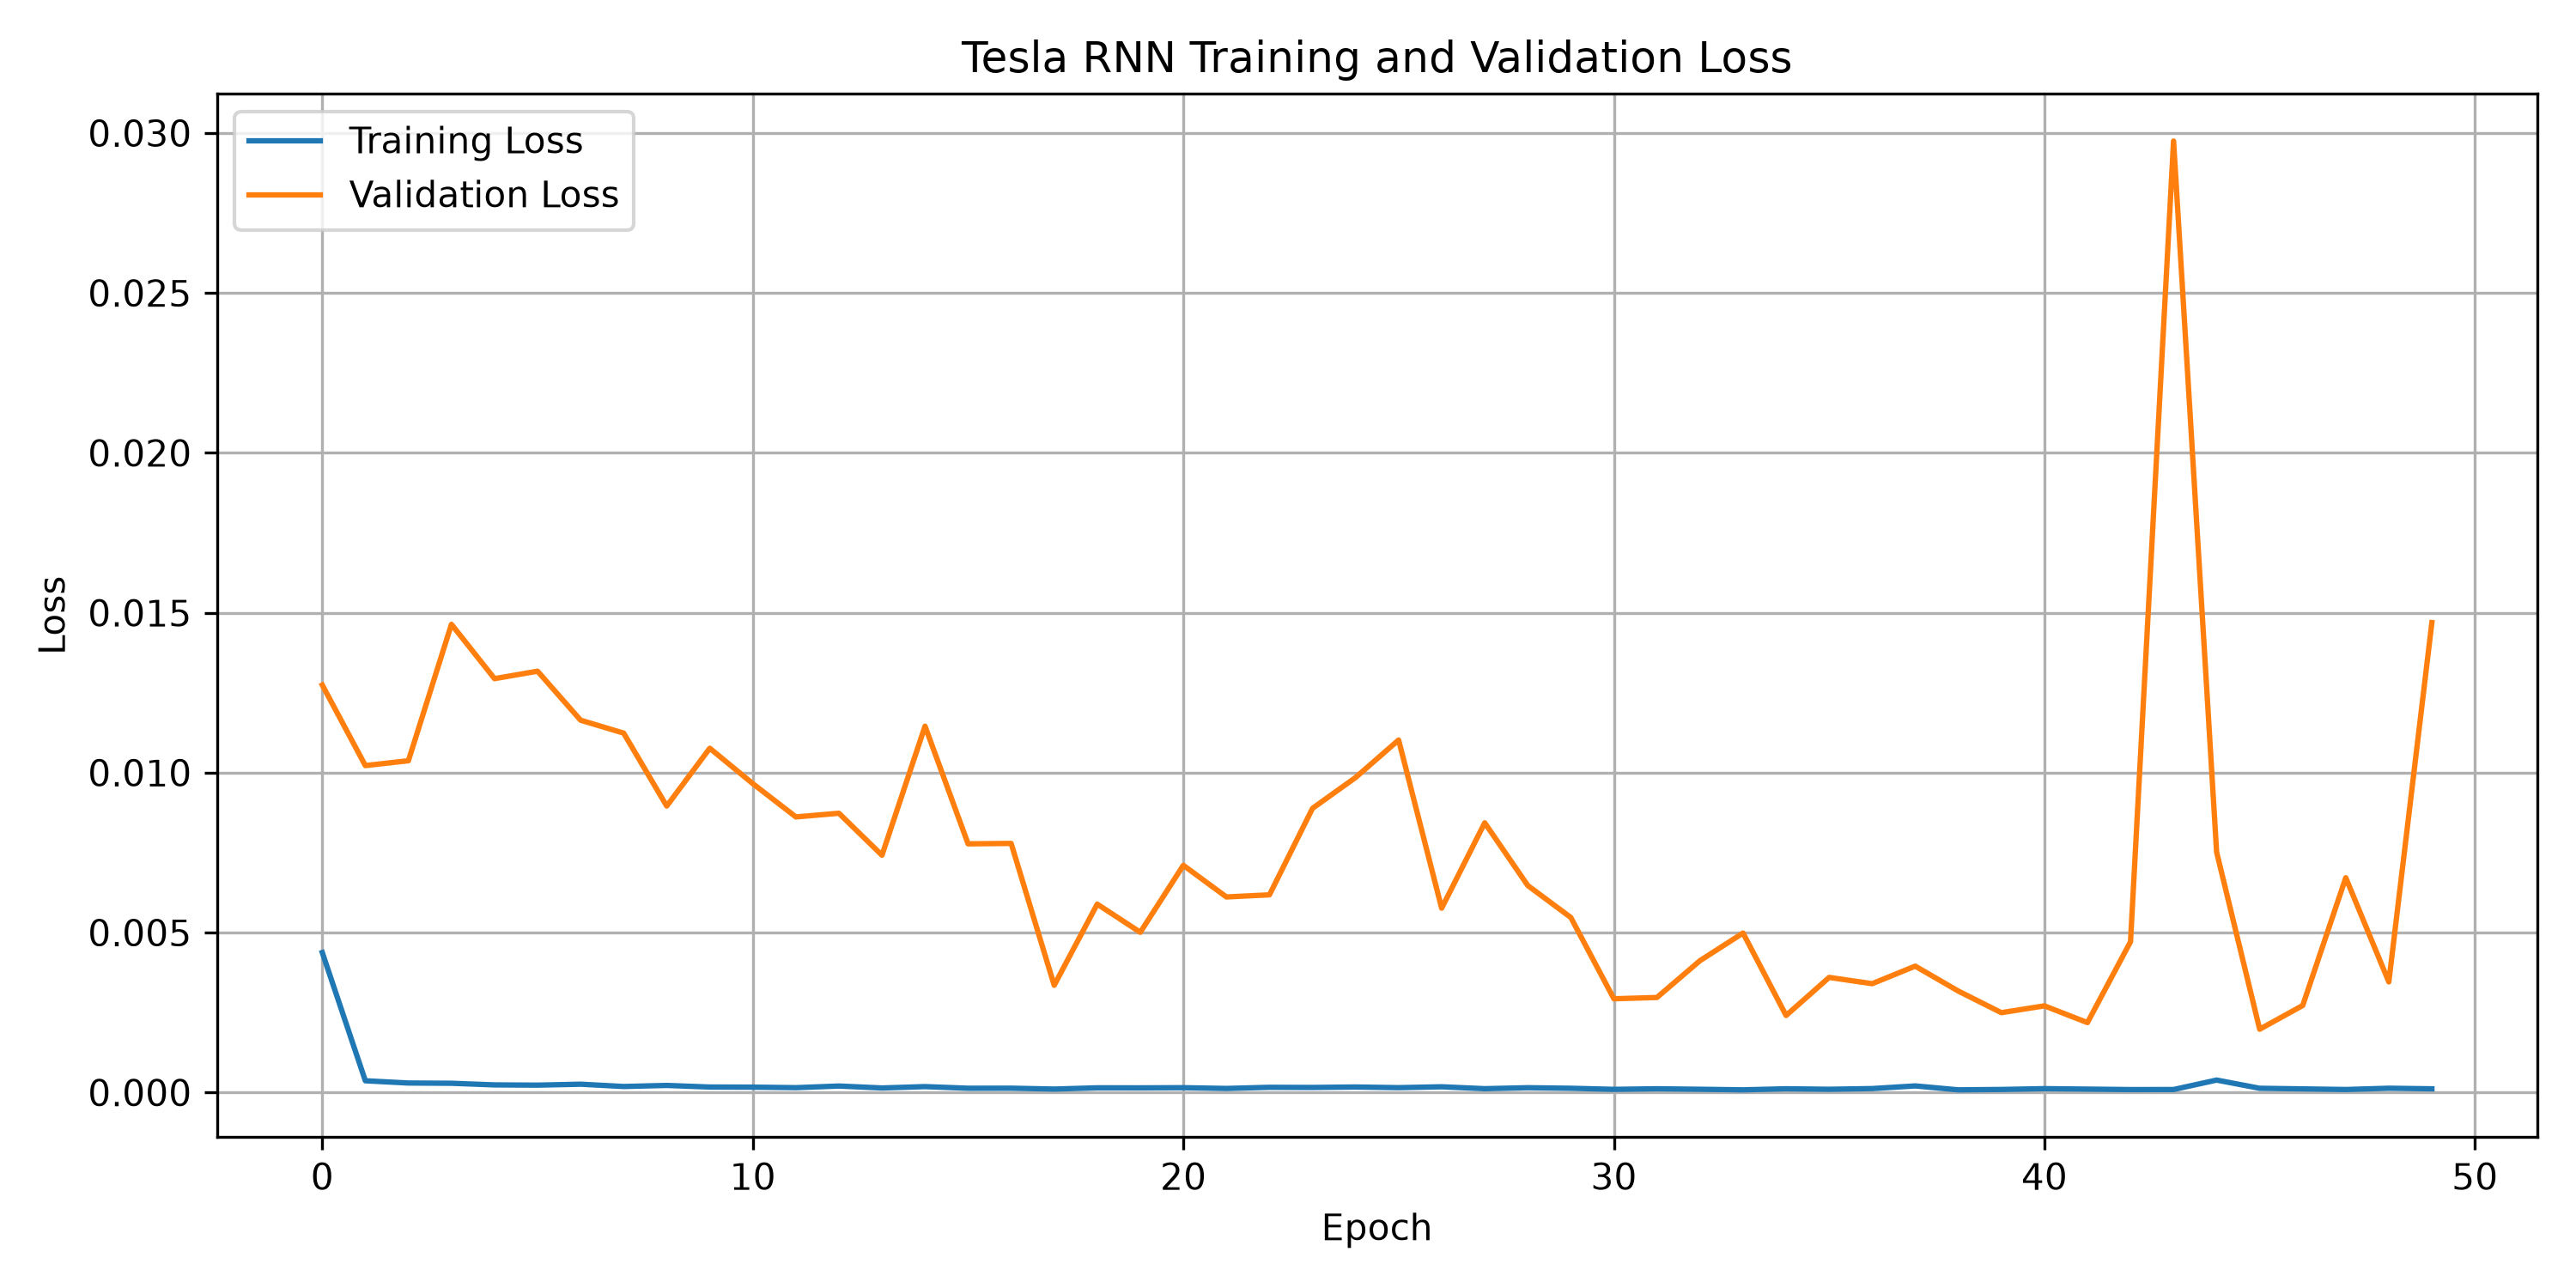 Tesla RNN Training and Validation Loss
Training Loss
Validation Loss
0.030
0.025
0.020
0.015
0.010
0.005
0.000
Loss
0 10 20 30 40 50
Epoch